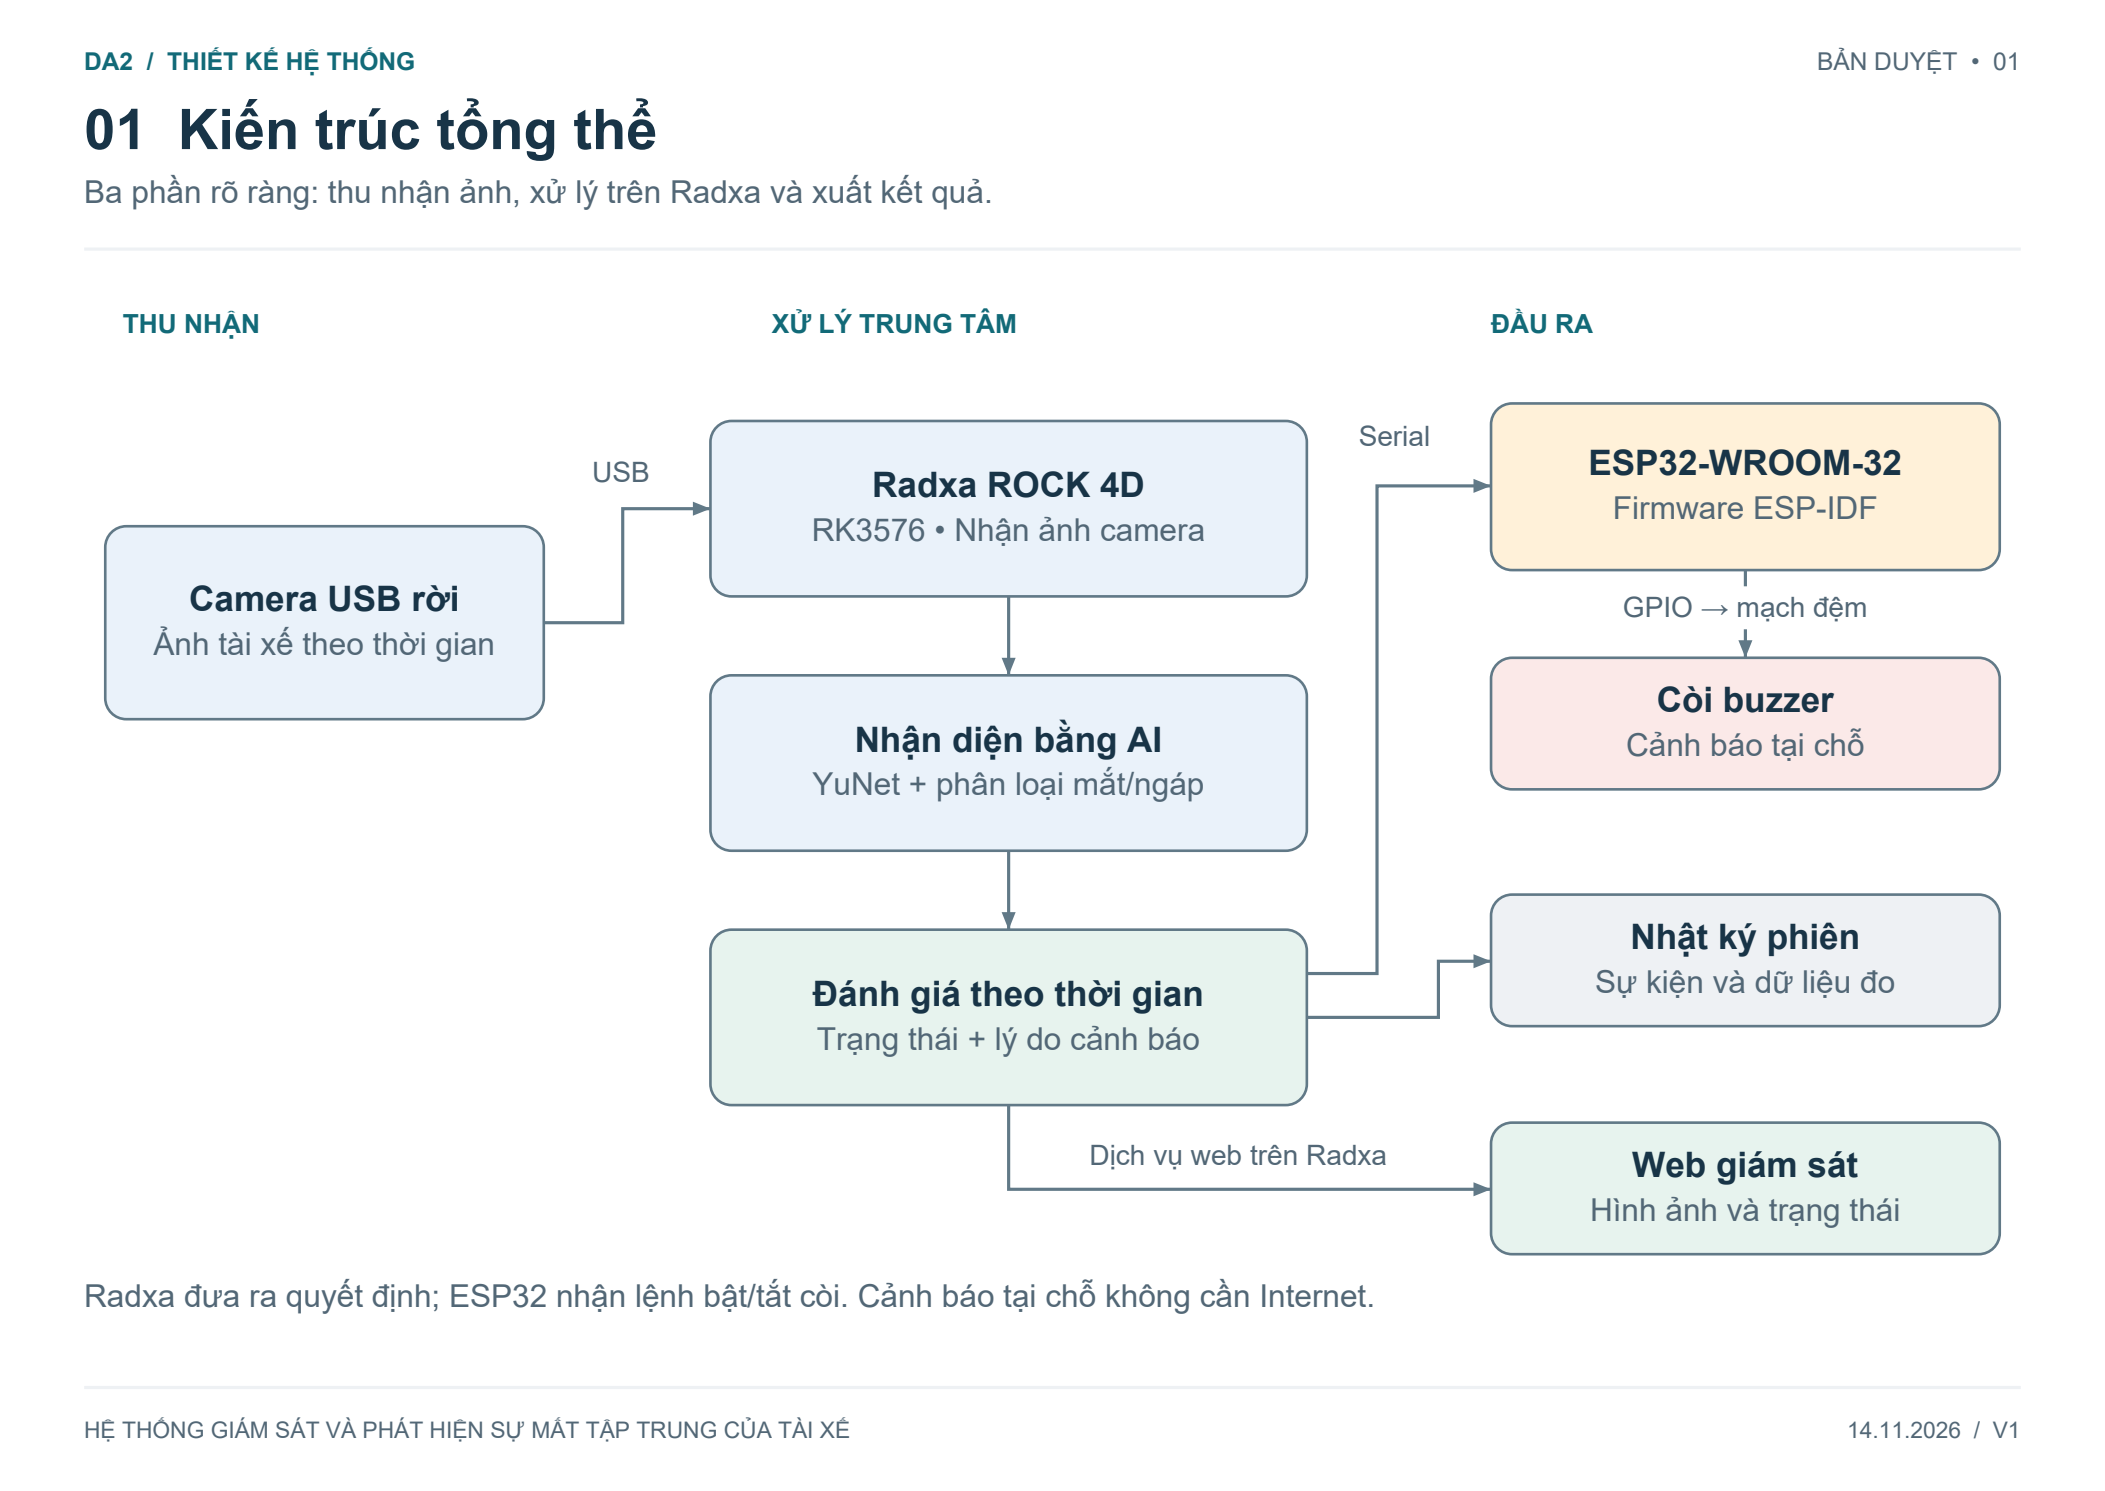 DA2 / THIẾT KẾ HỆ THỐNG
BẢN DUYỆT • 01
01 Kiến trúc tổng thể
Ba phần rõ ràng: thu nhận ảnh, xử lý trên Radxa và xuất kết quả.
THU NHẬN
XỬ LÝ TRUNG TÂM
ĐẦU RA
Camera USB rời
Ảnh tài xế theo thời gian
USB
Radxa ROCK 4D
RK3576 • Nhận ảnh camera
Nhận diện bằng AI
YuNet + phân loại mắt/ngáp
Đánh giá theo thời gian
Trạng thái + lý do cảnh báo
Serial
ESP32-WROOM-32
Firmware ESP-IDF
GPIO → mạch đệm
Còi buzzer
Cảnh báo tại chỗ
Nhật ký phiên
Sự kiện và dữ liệu đo
Dịch vụ web trên Radxa
Web giám sát
Hình ảnh và trạng thái
Radxa đưa ra quyết định; ESP32 nhận lệnh bật/tắt còi. Cảnh báo tại chỗ không cần Internet.
HỆ THỐNG GIÁM SÁT VÀ PHÁT HIỆN SỰ MẤT TẬP TRUNG CỦA TÀI XẾ
14.11.2026 / V1